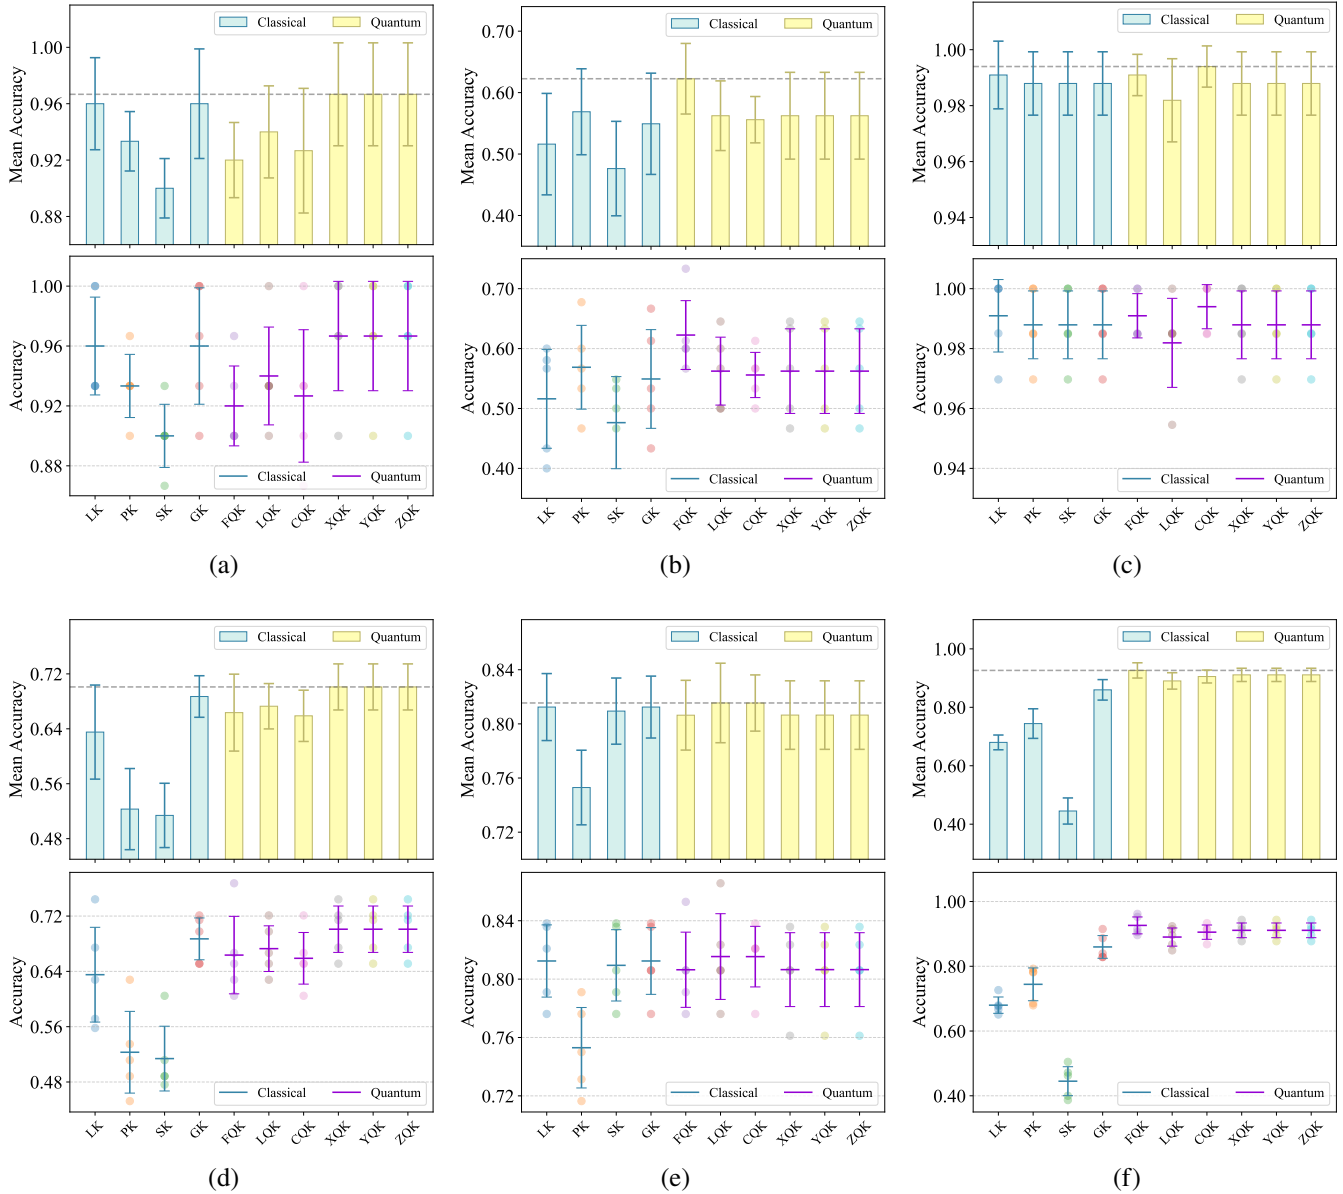 Classical Quantum
Mean Accuracy
1.00
0.96
0.92
0.88
Classical Quantum
Accuracy
1.00
0.96
0.92
0.88
LK PK SK GK FQK LQK CQK XQK YQK ZQK
(a)
Classical Quantum
Mean Accuracy
0.70
0.60
0.50
0.40
Classical Quantum
Accuracy
0.70
0.60
0.50
0.40
LK PK SK GK FQK LQK CQK XQK YQK ZQK
(b)
Classical Quantum
Mean Accuracy
1.00
0.98
0.96
0.94
Classical Quantum
Accuracy
1.00
0.98
0.96
0.94
LK PK SK GK FQK LQK CQK XQK YQK ZQK
(c)
Classical Quantum
Mean Accuracy
0.72
0.64
0.56
0.48
Classical Quantum
Accuracy
0.72
0.64
0.56
0.48
LK PK SK GK FQK LQK CQK XQK YQK ZQK
(d)
Classical Quantum
Mean Accuracy
0.84
0.80
0.76
0.72
Classical Quantum
Accuracy
0.84
0.80
0.76
0.72
LK PK SK GK FQK LQK CQK XQK YQK ZQK
(e)
Classical Quantum
Mean Accuracy
1.00
0.80
0.60
0.40
Classical Quantum
Accuracy
1.00
0.80
0.60
0.40
LK PK SK GK FQK LQK CQK XQK YQK ZQK
(f)